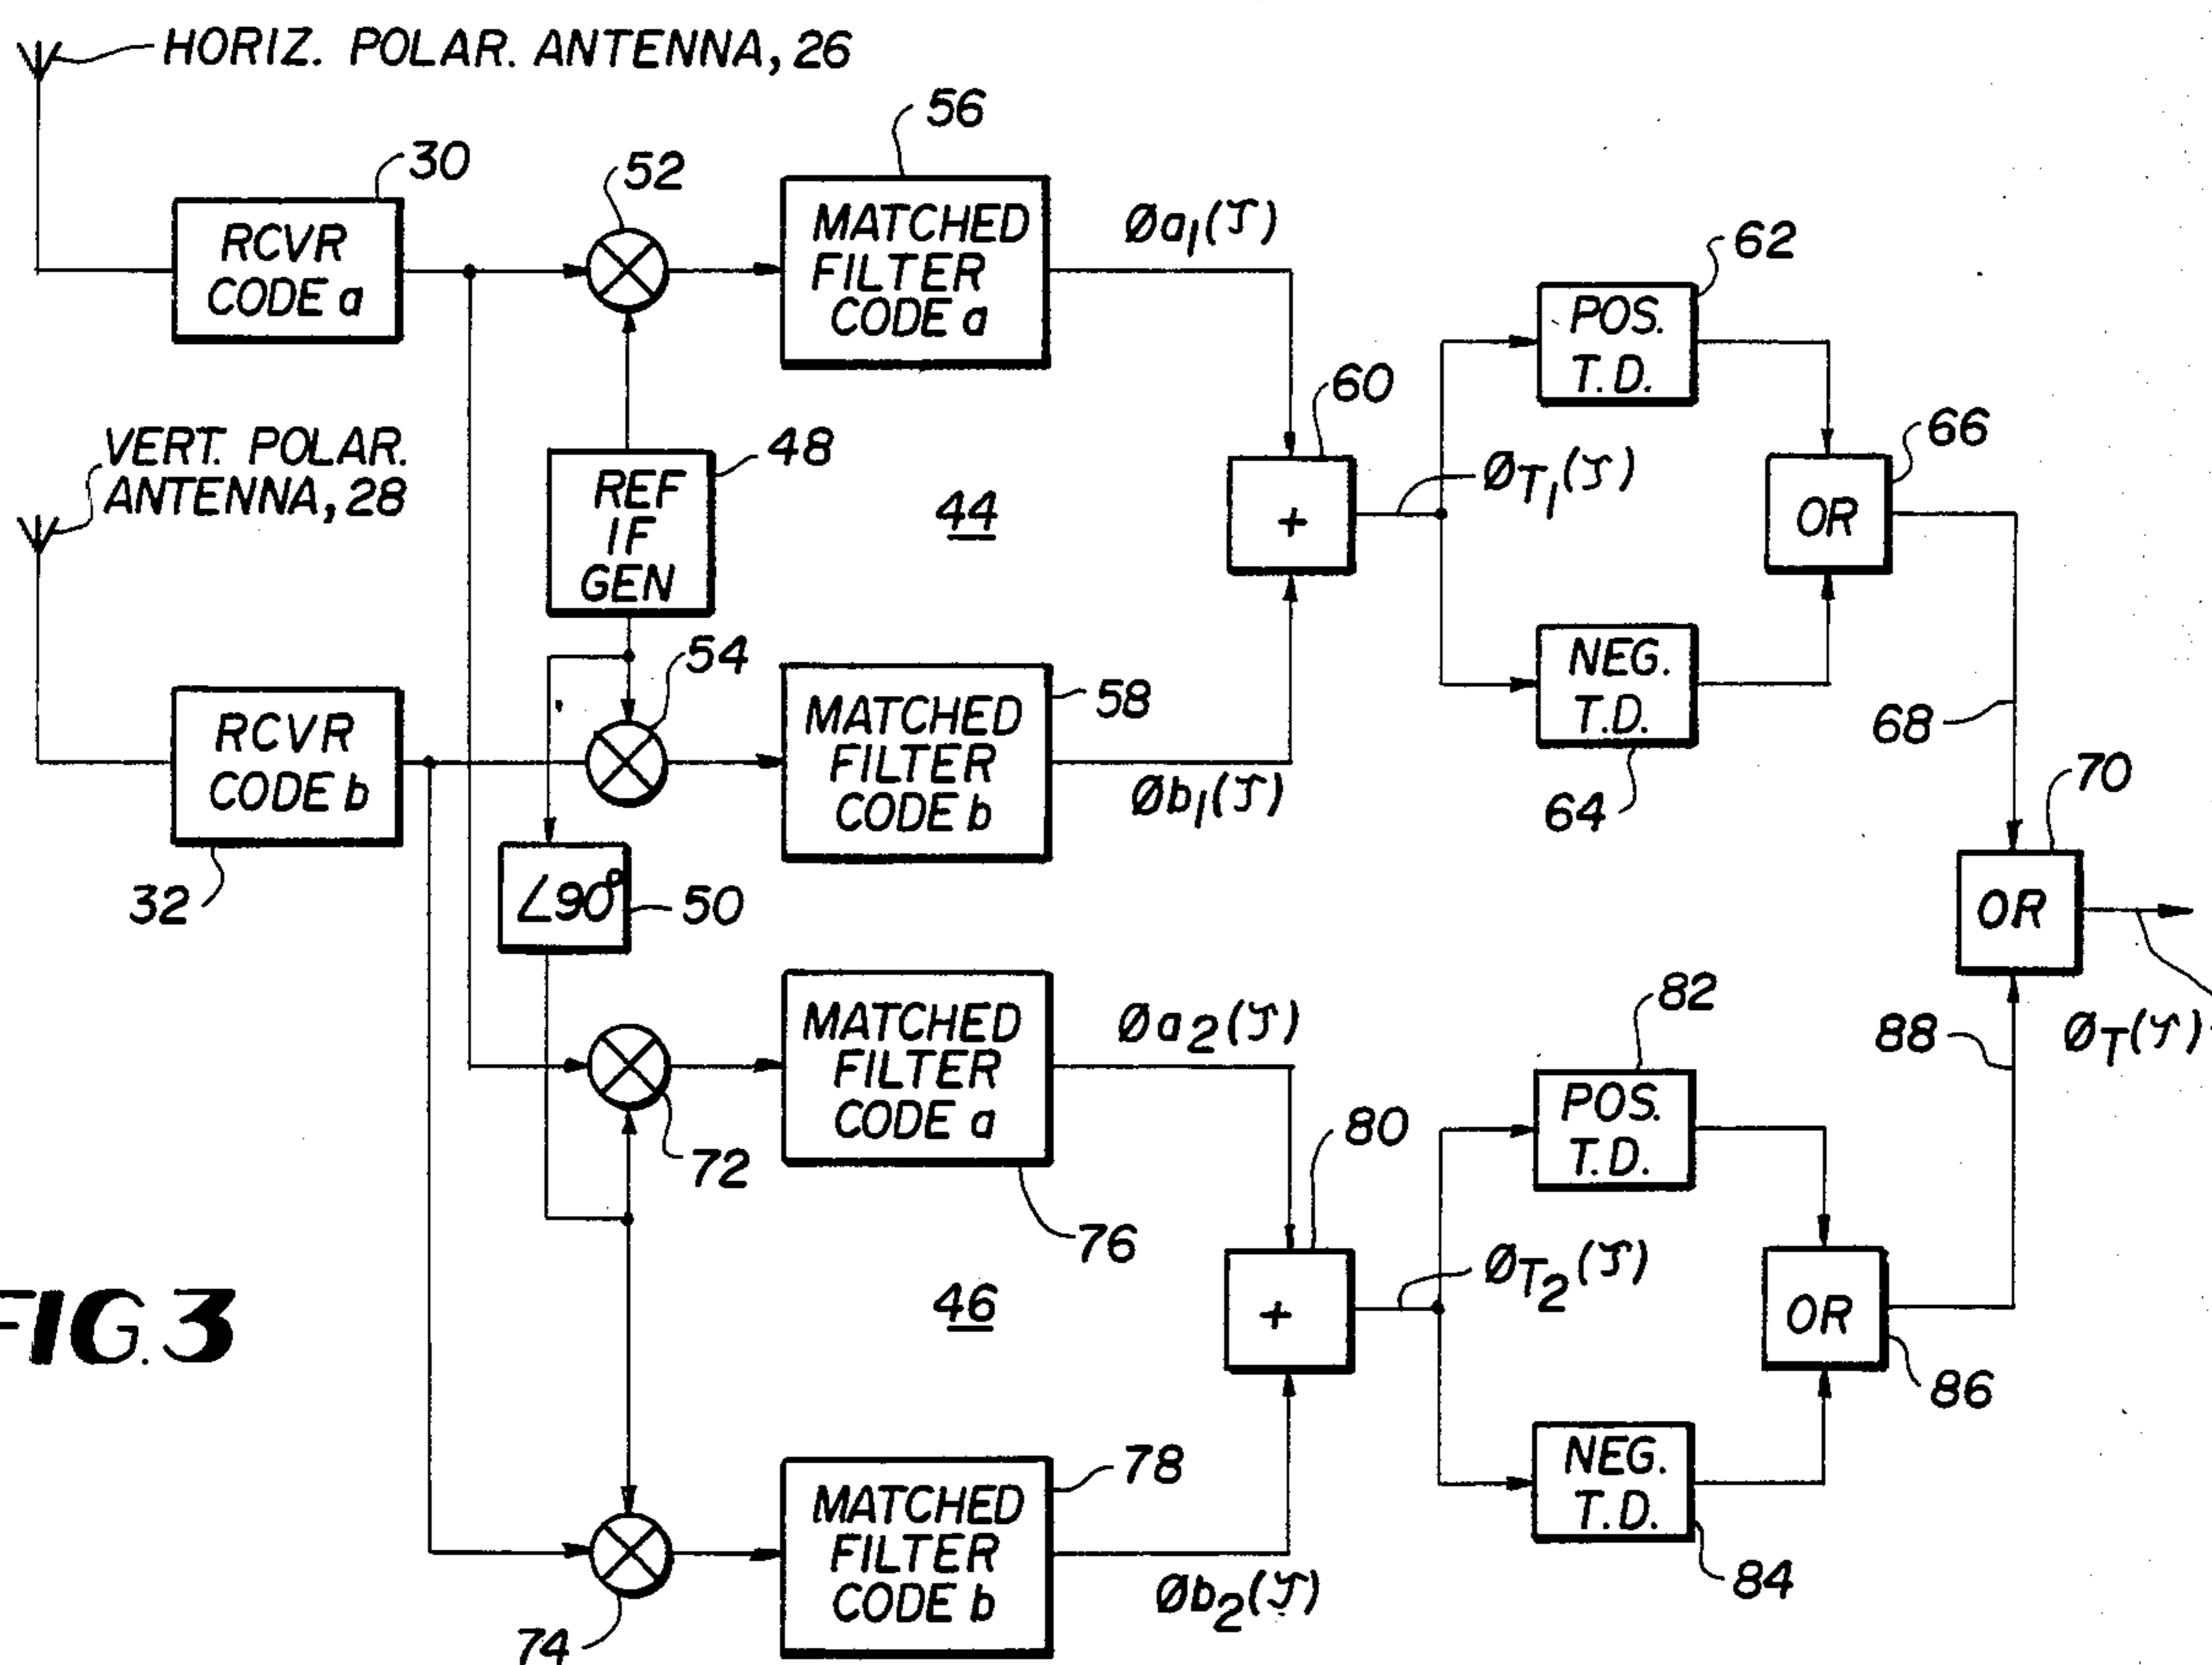 HORIZ. POLAR. ANTENNA, 26
56
30
52
RCVR
CODE a
MATCHED
FILTER
CODE a
Øa1(τ)
62
POS.
T.D.
60
VERT. POLAR.
ANTENNA, 28
48
REF
IF
GEN
44
+
ØT1(τ)
66
OR
54
RCVR
CODE b
32
MATCHED
FILTER
CODE b
58
Øb1(τ)
NEG.
T.D.
64
68
70
∠90°
50
OR
ØT(τ)
88
MATCHED
FILTER
CODE a
Øa2(τ)
72
76
82
POS.
T.D.
80
46
+
ØT2(τ)
OR
86
FIG. 3
78
MATCHED
FILTER
CODE b
Øb2(τ)
74
NEG.
T.D.
84